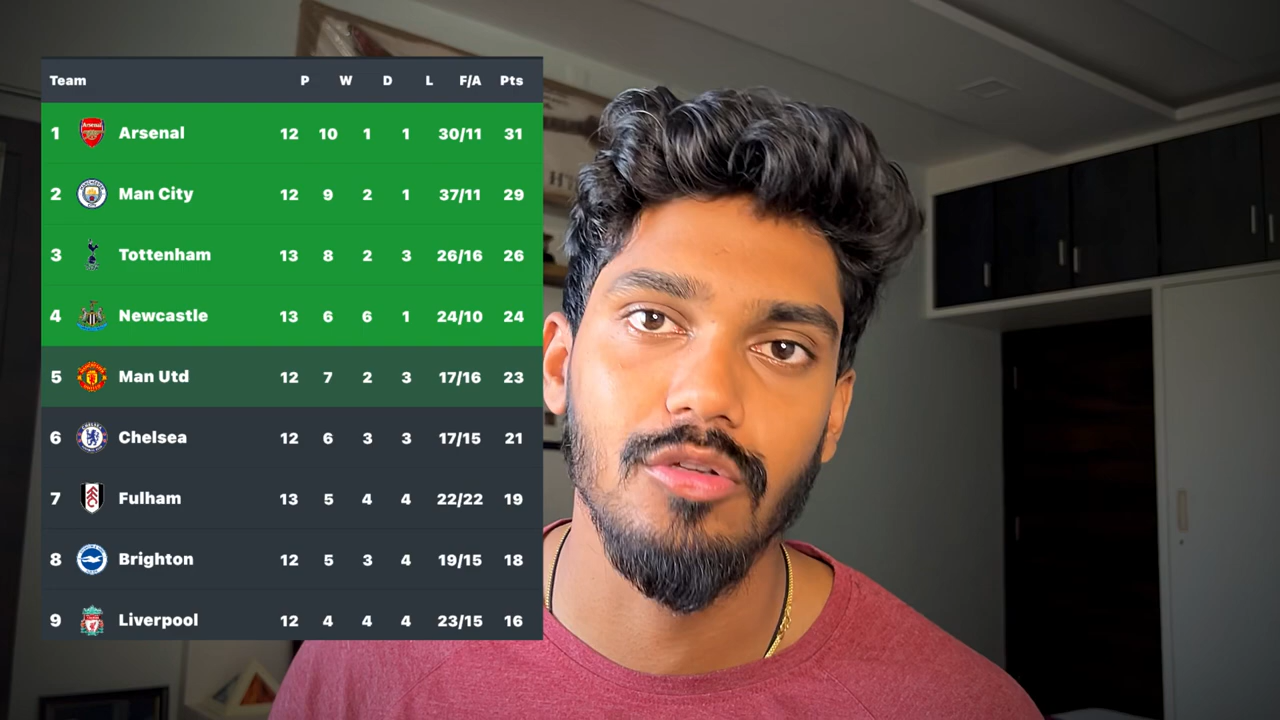 Team P W D L F/A Pts
1 Arsenal 12 10 1 1 30/11 31
2 Man City 12 9 2 1 37/11 29
3 Tottenham 13 8 2 3 26/16 26
4 Newcastle 13 6 6 1 24/10 24
5 Man Utd 12 7 2 3 17/16 23
6 Chelsea 12 6 3 3 17/15 21
7 Fulham 13 5 4 4 22/22 19
8 Brighton 12 5 3 4 19/15 18
9 Liverpool 12 4 4 4 23/15 16